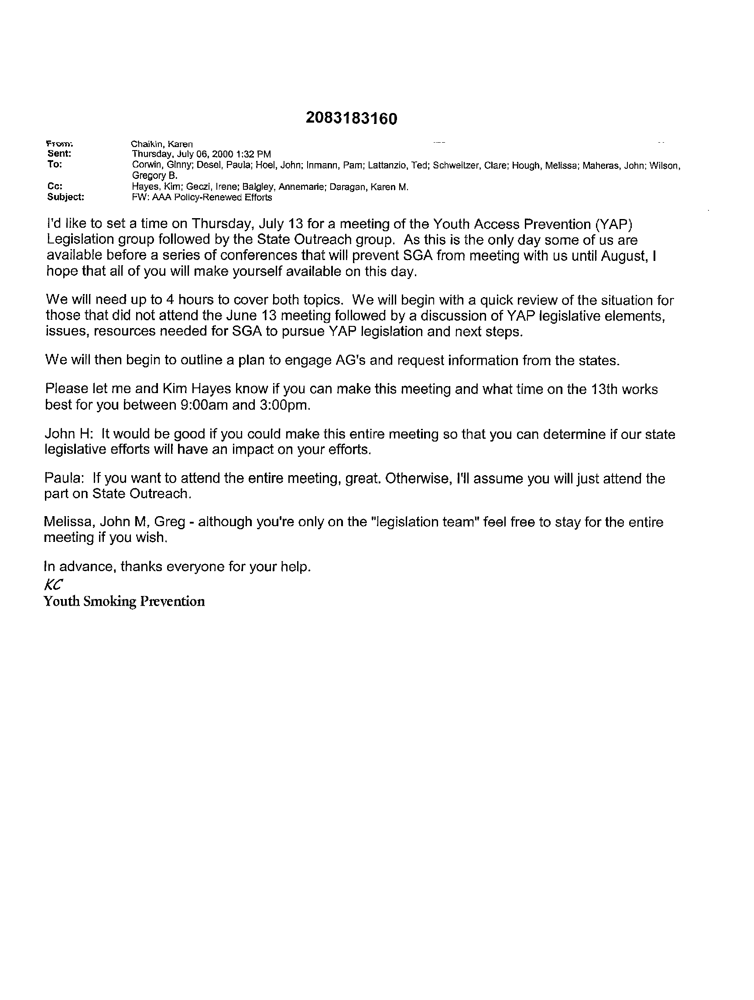 2083183160
From: Chaikin, Karen
Sent: Thursday, July 06, 2000 1:32 PM
To: Corwin, Ginny; Desel, Paula; Hoel, John; Inmann, Pam; Lattanzio, Ted; Schweitzer, Clare; Hough, Melissa; Maheras, John; Wilson,
Gregory B.
Cc: Hayes, Kim; Geczi, Irene; Baigley, Annemarie; Daragan, Karen M.
Subject: FW: AAA Policy-Renewed Efforts
I'd like to set a time on Thursday, July 13 for a meeting of the Youth Access Prevention (YAP)
Legislation group followed by the State Outreach group. As this is the only day some of us are
available before a series of conferences that will prevent SGA from meeting with us until August, I
hope that all of you will make yourself available on this day.
We will need up to 4 hours to cover both topics. We will begin with a quick review of the situation for
those that did not attend the June 13 meeting followed by a discussion of YAP legislative elements,
issues, resources needed for SGA to pursue YAP legislation and next steps.
We will then begin to outline a plan to engage AG's and request information from the states.
Please let me and Kim Hayes know if you can make this meeting and what time on the 13th works
best for you between 9:00am and 3:00pm.
John H: It would be good if you could make this entire meeting so that you can determine if our state
legislative efforts will have an impact on your efforts.
Paula: If you want to attend the entire meeting, great. Otherwise, I'll assume you will just attend the
part on State Outreach.
Melissa, John M, Greg - although you're only on the "legislation team" feel free to stay for the entire
meeting if you wish.
In advance, thanks everyone for your help.
KC
Youth Smoking Prevention